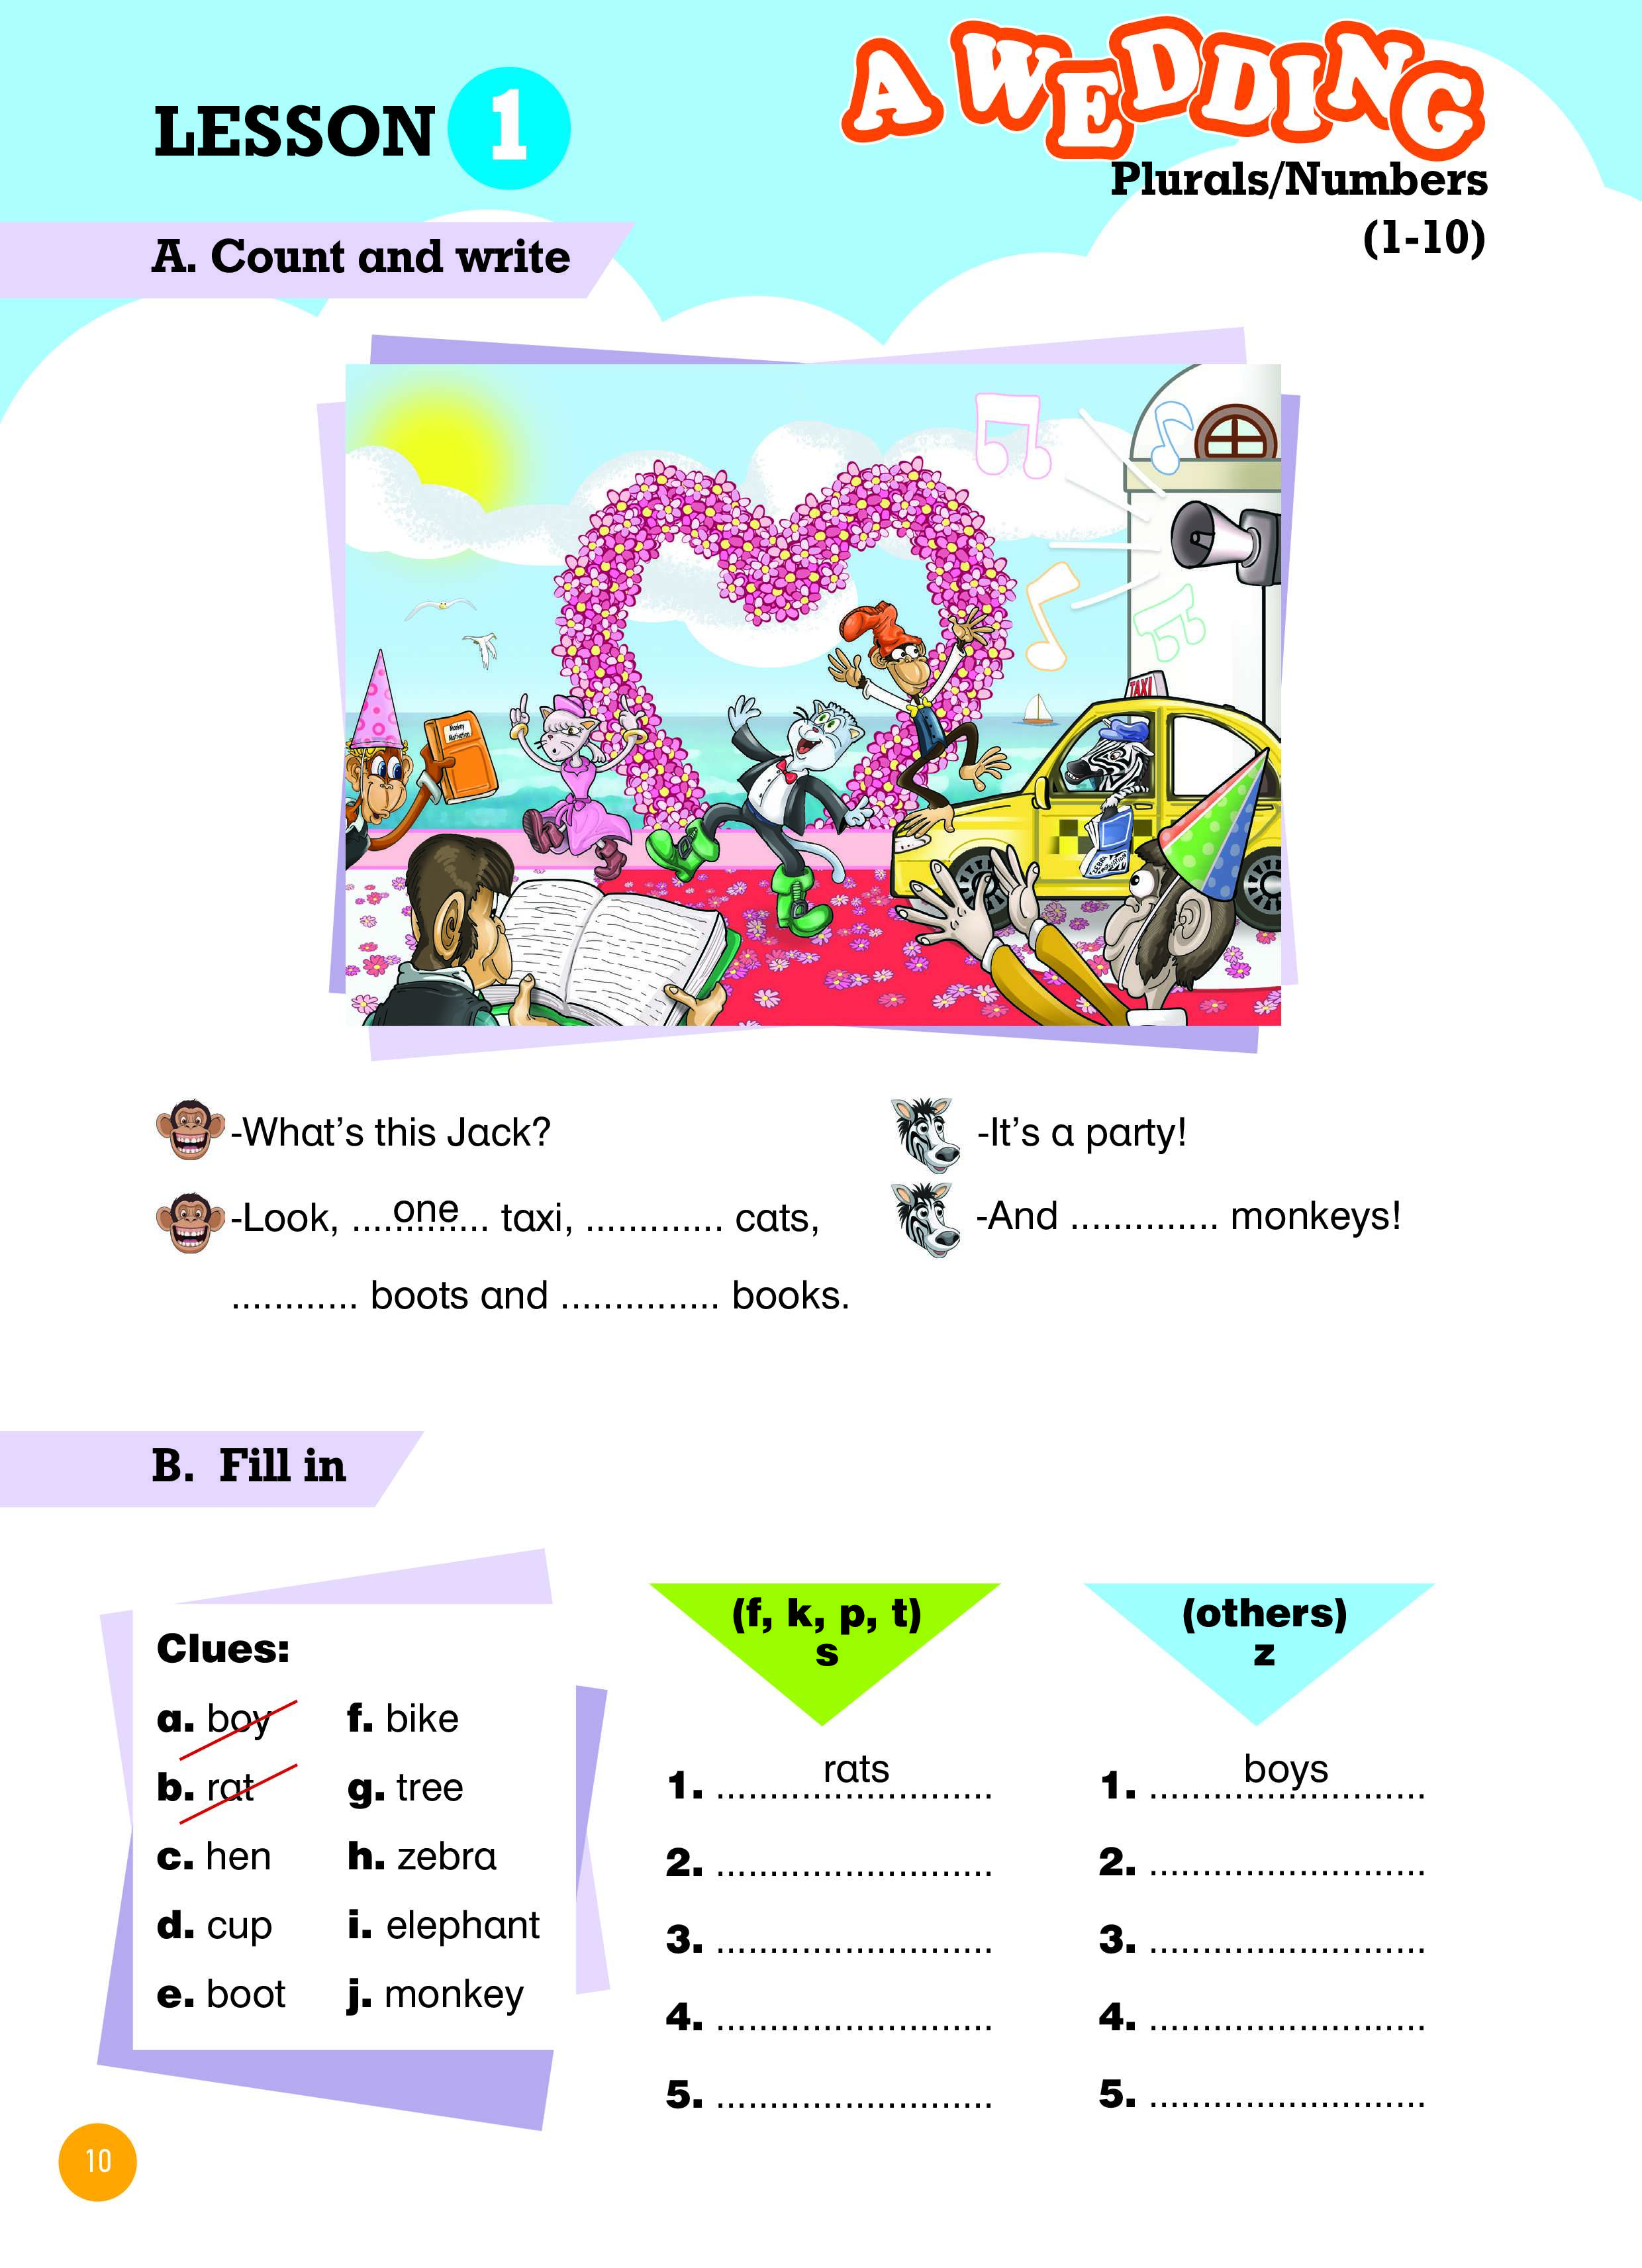 LESSON 1
A WEDDING
Plurals/Numbers
(1-10)
A. Count and write
Monkey
TAXI
-What's this Jack?
-It's a party!
-Look, ....one........ taxi, ............. cats,
-And .............. monkeys!
............ boots and ............... books.
B. Fill in
Clues:
a. boy
b. rat
c. hen
d. cup
e. boot
f. bike
g. tree
h. zebra
i. elephant
j. monkey
(f, k, p, t)
s
1. rats
2. ..........................
3. ..........................
4. ..........................
5. ..........................
(others)
z
1. boys
2. ..........................
3. ..........................
4. ..........................
5. ..........................
10